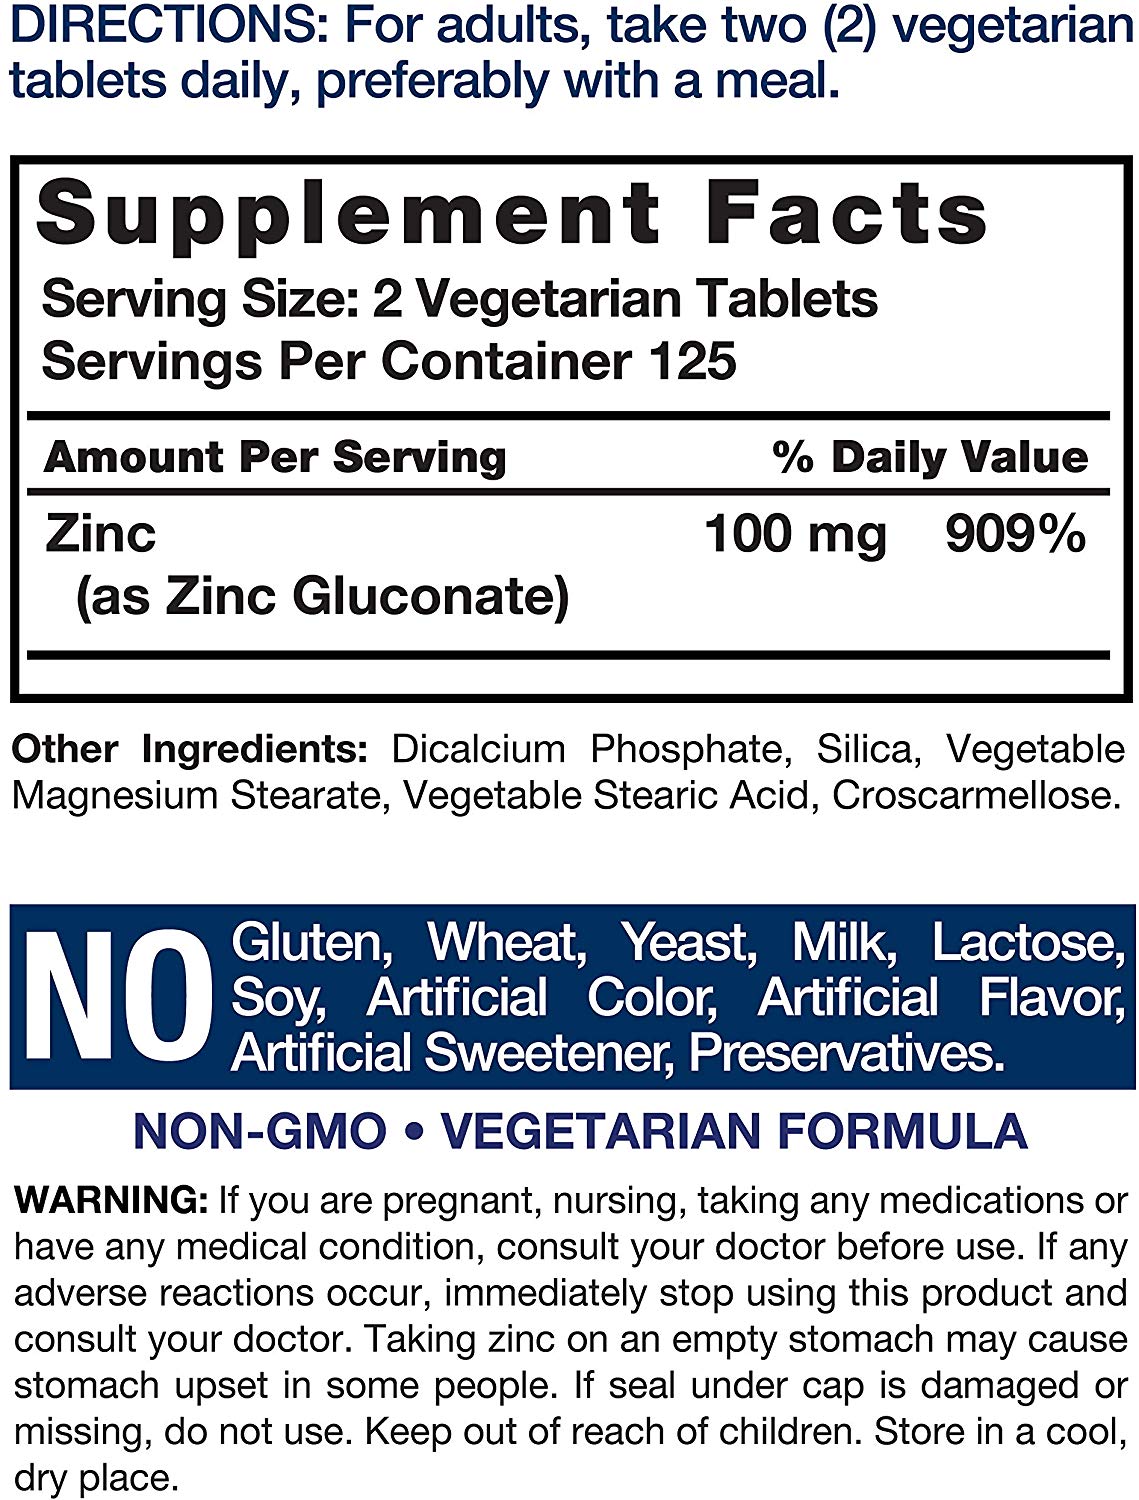 DIRECTIONS: For adults, take two (2) vegetarian
tablets daily, preferably with a meal.
Supplement Facts
Serving Size: 2 Vegetarian Tablets
Servings Per Container 125
Amount Per Serving % Daily Value
Zinc 100 mg 909%
(as Zinc Gluconate)
Other Ingredients: Dicalcium Phosphate, Silica, Vegetable
Magnesium Stearate, Vegetable Stearic Acid, Croscarmellose.
NO Gluten, Wheat, Yeast, Milk, Lactose,
Soy, Artificial Color, Artificial Flavor,
Artificial Sweetener, Preservatives.
NON-GMO • VEGETARIAN FORMULA
WARNING: If you are pregnant, nursing, taking any medications or
have any medical condition, consult your doctor before use. If any
adverse reactions occur, immediately stop using this product and
consult your doctor. Taking zinc on an empty stomach may cause
stomach upset in some people. If seal under cap is damaged or
missing, do not use. Keep out of reach of children. Store in a cool,
dry place.